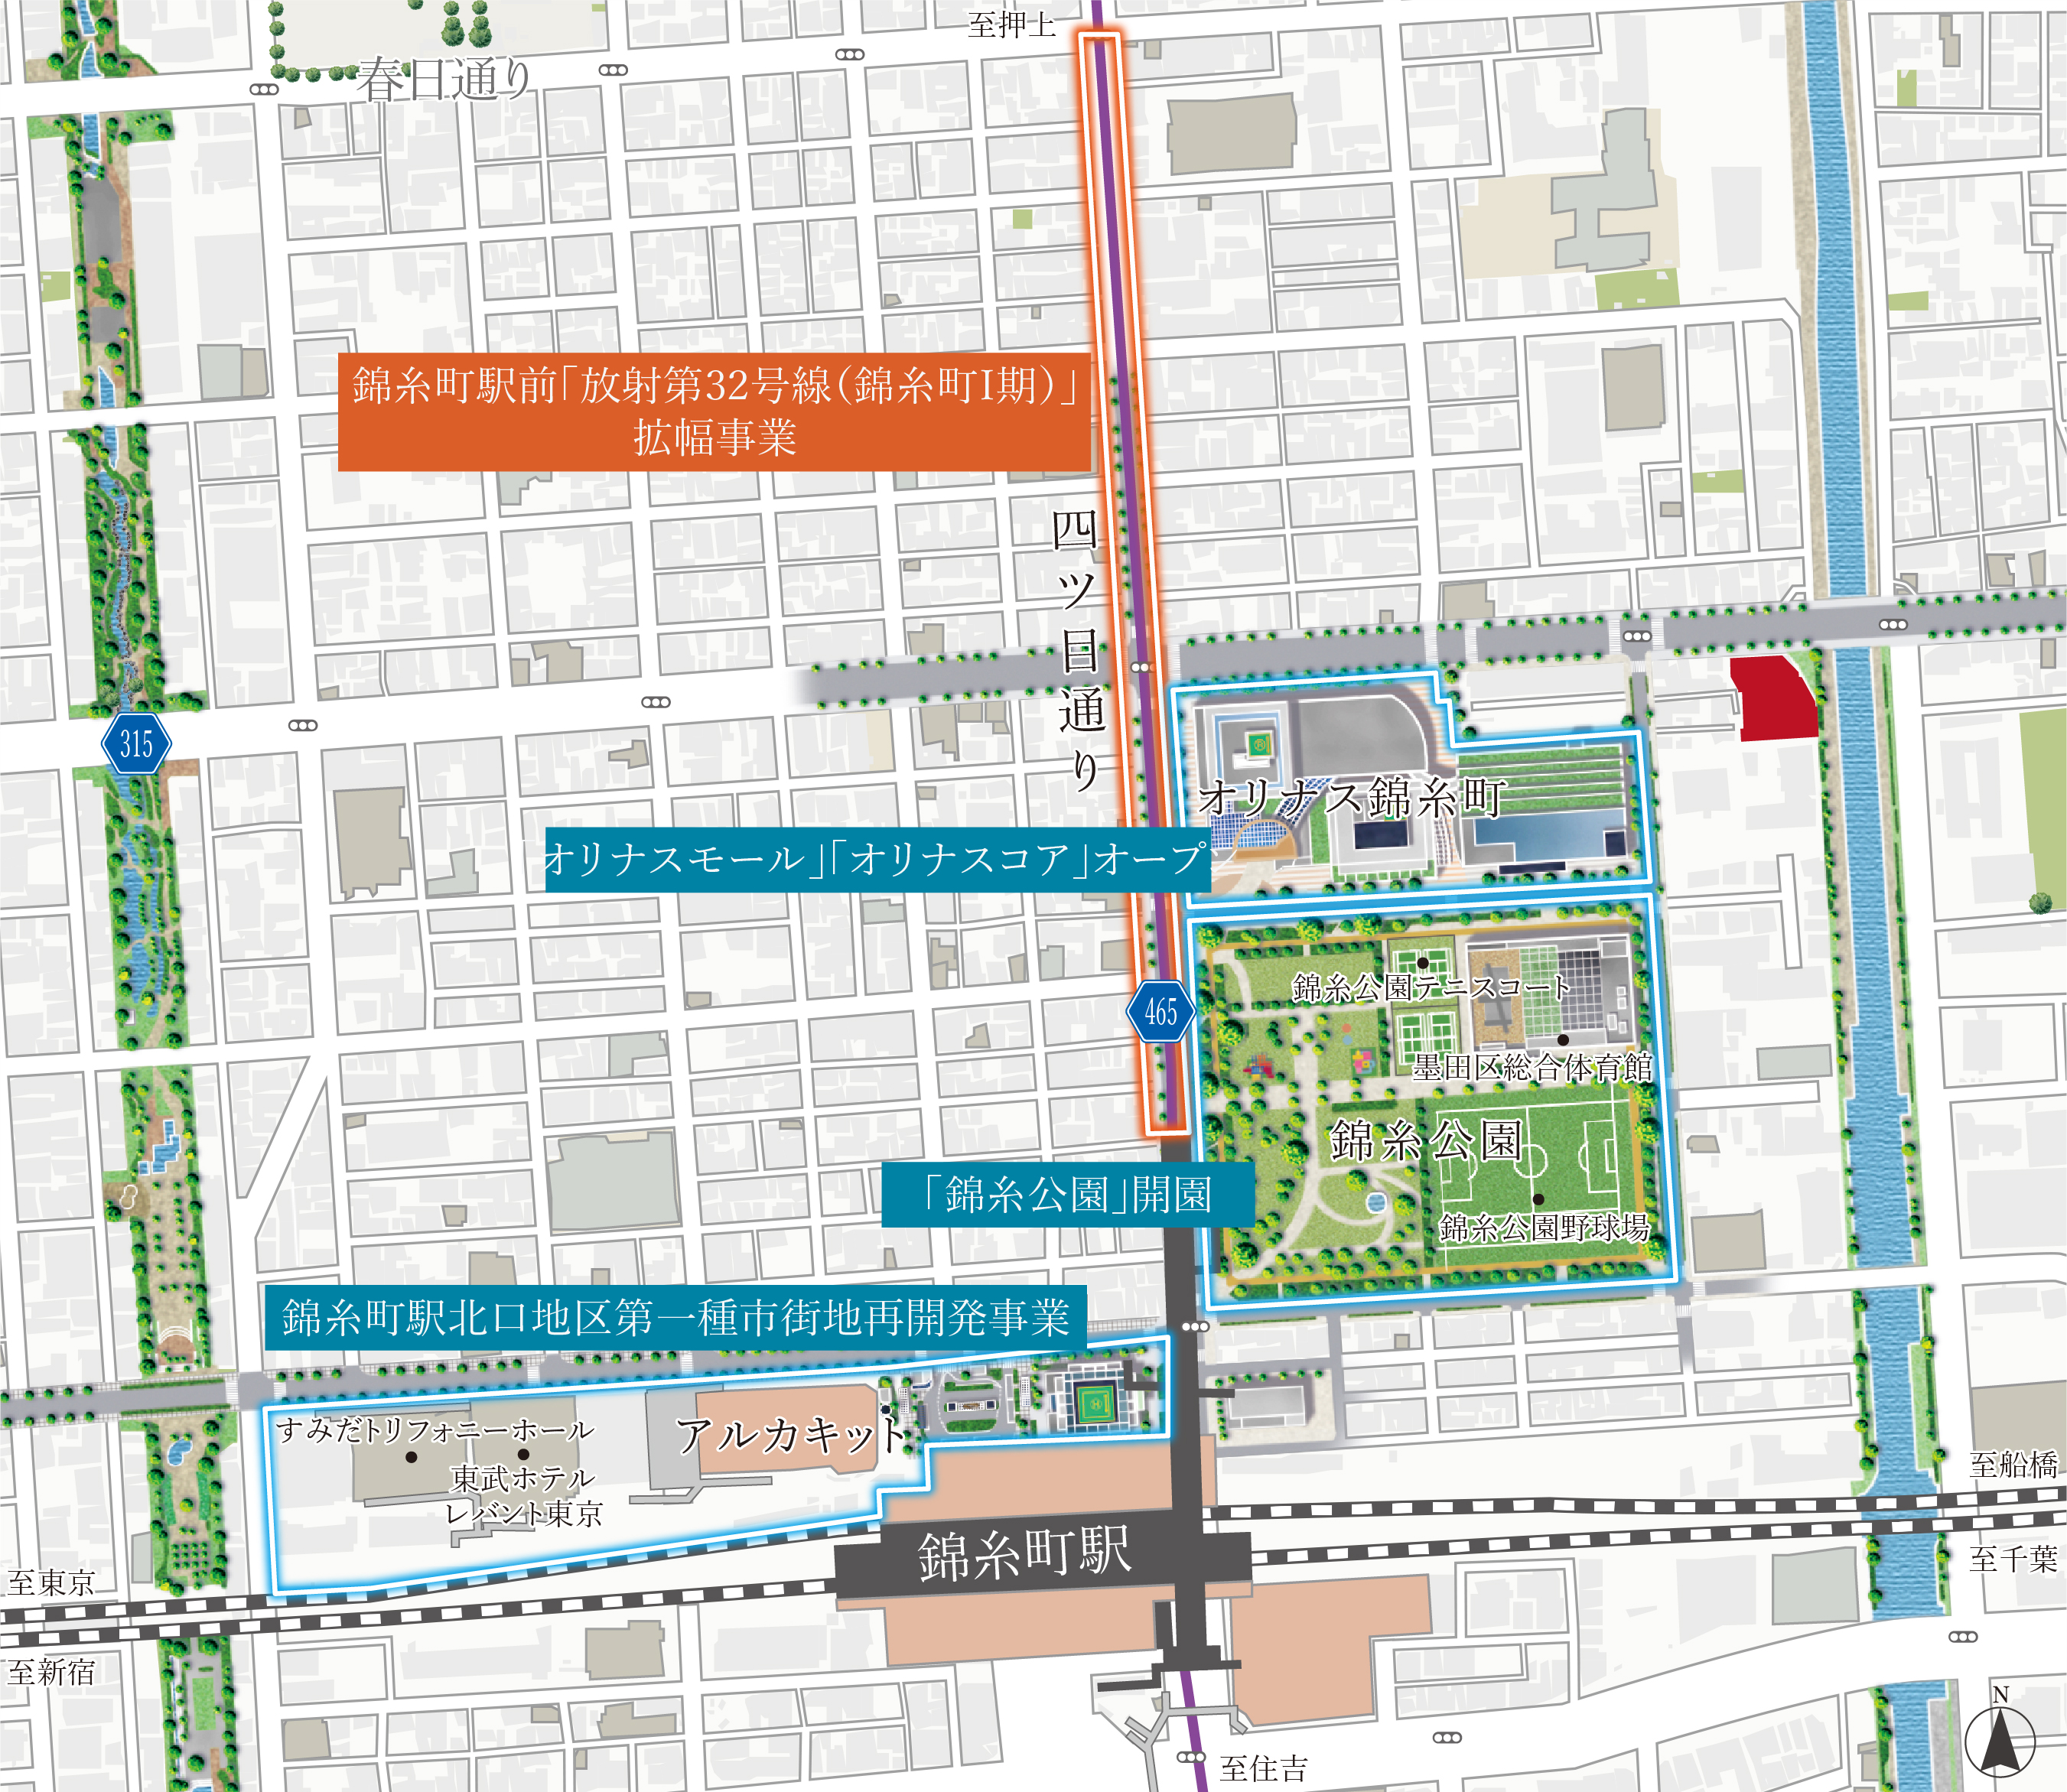 至押上
春日通り
錦糸町駅前「放射第32号線(錦糸町I期)」
拡幅事業
四ツ目通り
315
オリナス錦糸町
オリナスモール」「オリナスコア」オープン
465
錦糸公園テニスコート
墨田区総合体育館
錦糸公園
「錦糸公園」開園
錦糸公園野球場
錦糸町駅北口地区第一種市街地再開発事業
すみだトリフォニーホール
アルカキット
東武ホテル
レバント東京
至船橋
錦糸町駅
至東京
至千葉
至新宿
N
至住吉